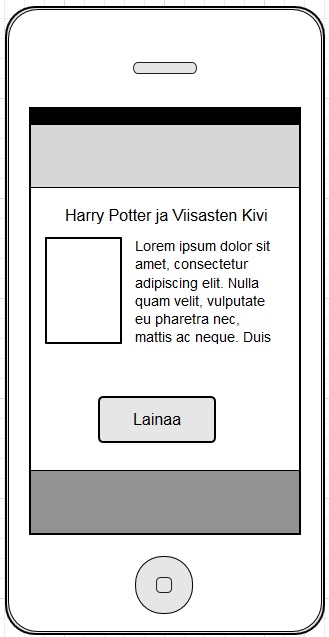 Harry Potter ja Viisasten Kivi
Lorem ipsum dolor sit
amet, consectetur
adipiscing elit. Nulla
quam velit, vulputate
eu pharetra nec,
mattis ac neque. Duis
Lainaa